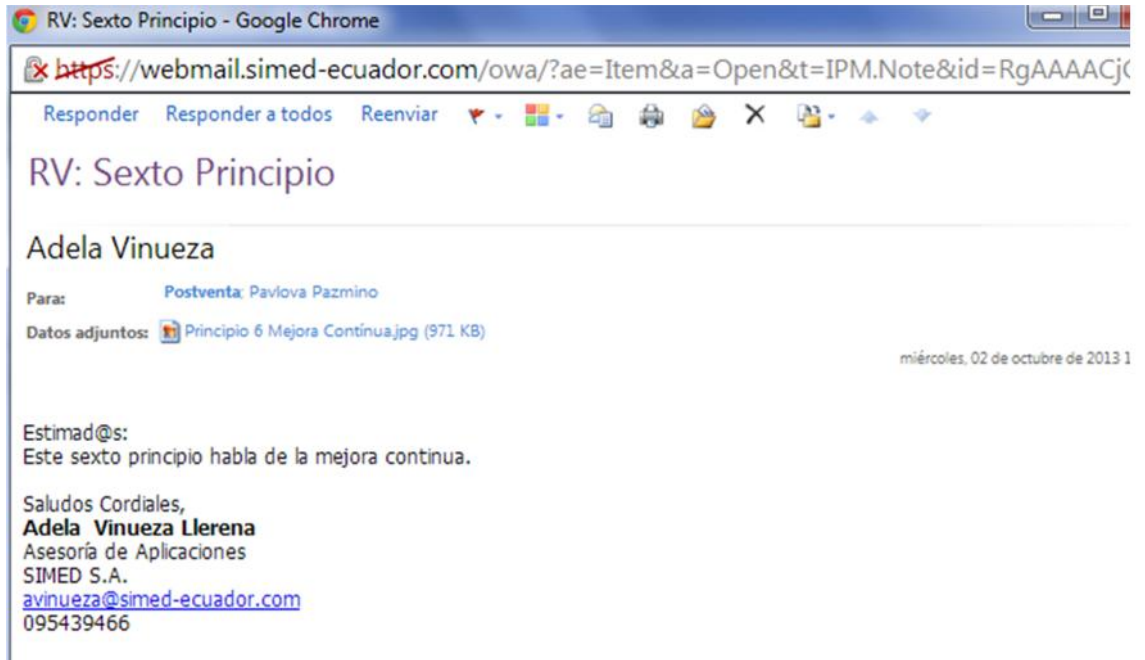 RV: Sexto Principio - Google Chrome
https://webmail.simed-ecuador.com/owa/?ae=Item&a=Open&t=IPM.Note&id=RgAAAACj
Responder Responder a todos Reenviar
RV: Sexto Principio
Adela Vinueza
Para: Postventa; Pavlova Pazmino
Datos adjuntos: Principio 6 Mejora Contínua.jpg (971 KB)
miércoles, 02 de octubre de 2013 1
Estimad@s:
Este sexto principio habla de la mejora continua.
Saludos Cordiales,
Adela Vinueza Llerena
Asesoría de Aplicaciones
SIMED S.A.
avinueza@simed-ecuador.com
095439466